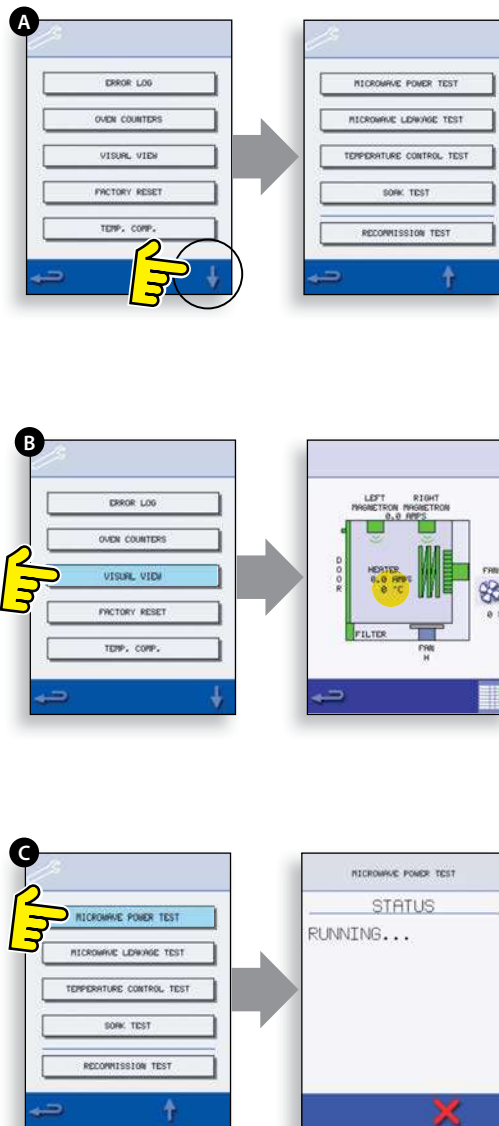 A
ERROR LOG
OVEN COUNTERS
VISUAL VIEW
FACTORY RESET
TEMP. COMP.
MICROWAVE POWER TEST
MICROWAVE LEAKAGE TEST
TEMPERATURE CONTROL TEST
SOAK TEST
RECOMMISSION TEST
B
ERROR LOG
OVEN COUNTERS
VISUAL VIEW
FACTORY RESET
TEMP. COMP.
LEFT RIGHT
MAGNETRON MAGNETRON
0.0 AMPS
DOOR
HEATER
0.0 AMPS
0 °C
FAN
0
FILTER
FAN
H
C
MICROWAVE POWER TEST
MICROWAVE LEAKAGE TEST
TEMPERATURE CONTROL TEST
SOAK TEST
RECOMMISSION TEST
MICROWAVE POWER TEST
STATUS
RUNNING...